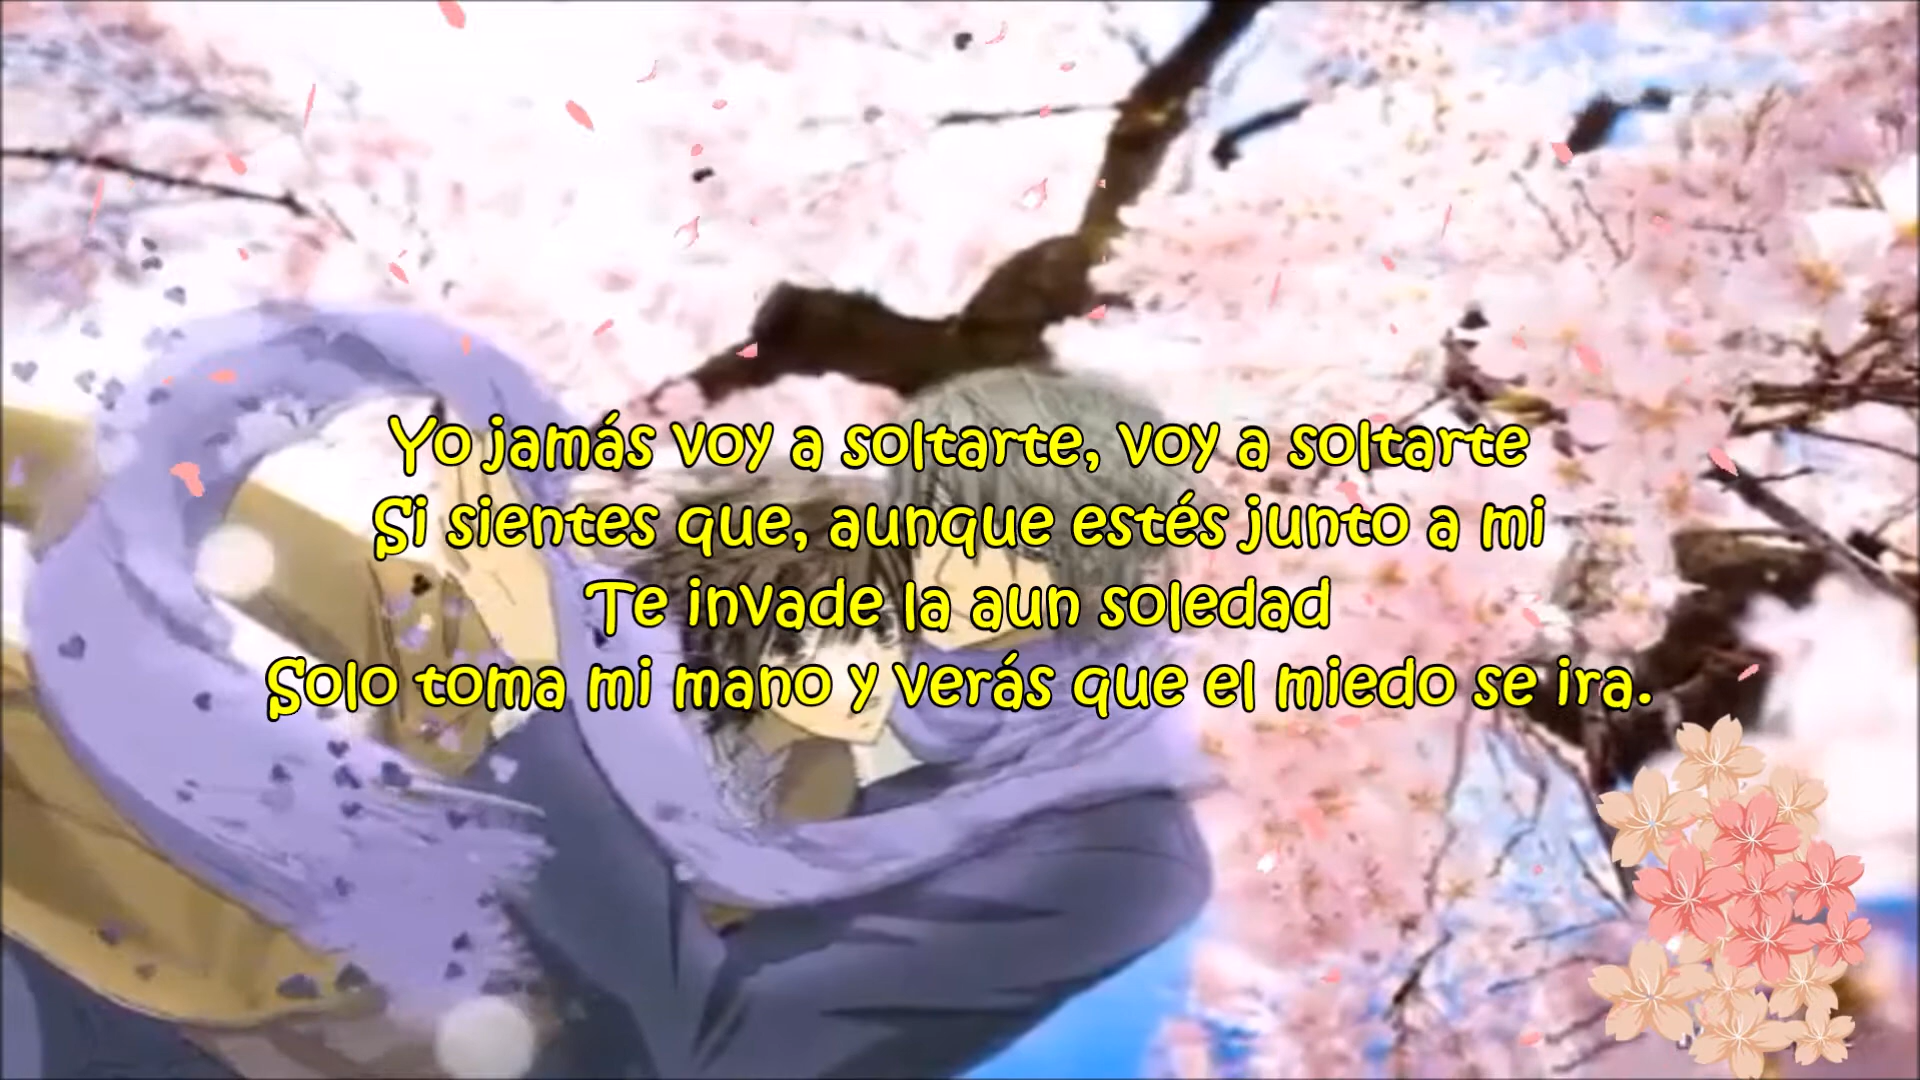 Yo jamás voy a soltarte, voy a soltarte
Si sientes que, aunque estés junto a mi
Te invade la aun soledad
Solo toma mi mano y verás que el miedo se ira.